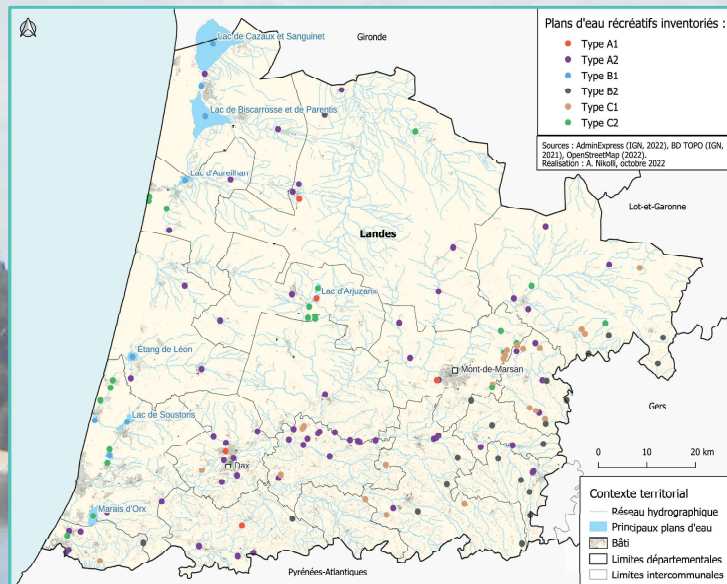 Plans d'eau récréatifs inventoriés :
Type A1
Type A2
Type B1
Type B2
Type C1
Type C2
Sources : AdminExpress (IGN, 2022), BD TOPO (IGN,
2021), OpenStreetMap (2022).
Réalisation : A. Nikolli, octobre 2022
Gironde
Lac de Cazaux et Sanguinet
Lac de Biscarrosse et de Parentis
Lac d'Aureilhan
Lot-et-Garonne
Landes
Lac d'Arjuzanx
Étang de Léon
Mont-de-Marsan
Gers
Lac de Soustons
Dax
Marais d'Orx
Pyrénées-Atlantiques
0 10 20 km
Contexte territorial
Réseau hydrographique
Principaux plans d'eau
Bâti
Limites départementales
Limites intercommunales